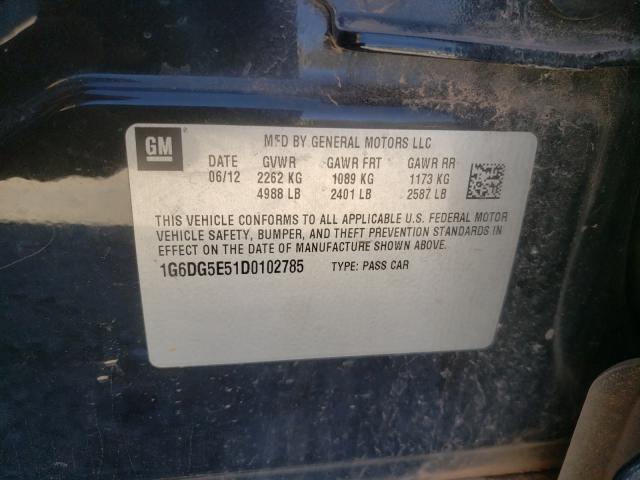 GM MFD BY GENERAL MOTORS LLC
DATE GVWR GAWR FRT GAWR RR
06/12 2262 KG 1089 KG 1173 KG
4988 LB 2401 LB 2587 LB
THIS VEHICLE CONFORMS TO ALL APPLICABLE U.S. FEDERAL MOTOR
VEHICLE SAFETY, BUMPER, AND THEFT PREVENTION STANDARDS IN
EFFECT ON THE DATE OF MANUFACTURE SHOWN ABOVE.
1G6DG5E51D0102785 TYPE: PASS CAR